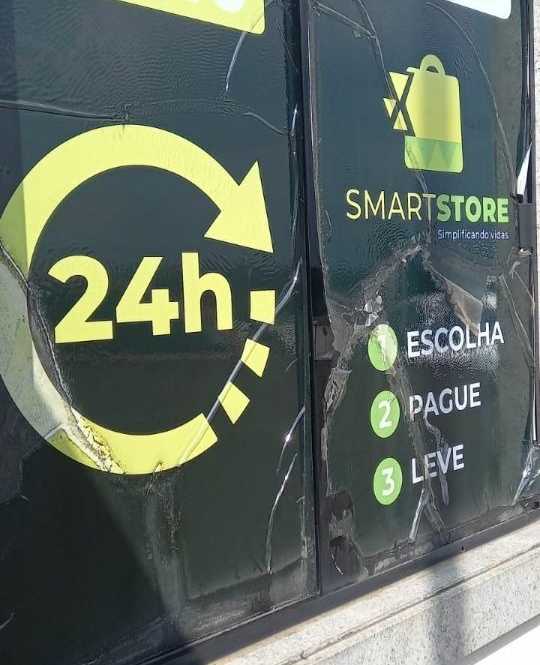 24h
SMARTSTORE
Simplificando vidas
1 ESCOLHA
2 PAGUE
3 LEVE